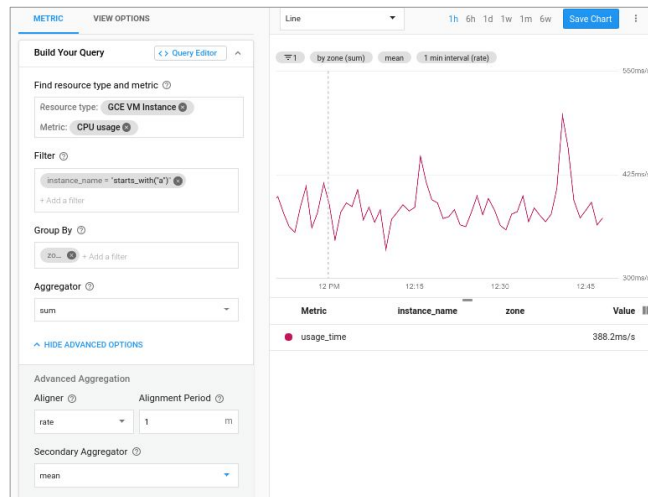 METRIC VIEW OPTIONS
Build Your Query <> Query Editor
Find resource type and metric
Resource type: GCE VM Instance
Metric: CPU usage
Filter
instance_name = "starts_with("a")"
+ Add a filter
Group By
zo... + Add a filter
Aggregator
sum
HIDE ADVANCED OPTIONS
Advanced Aggregation
Aligner Alignment Period
rate 1 m
Secondary Aggregator
mean
Line 1h 6h 1d 1w 1m 6w Save Chart
1 by zone (sum) mean 1 min interval (rate)
550ms/s
425ms/s
300ms/s
12 PM 12:15 12:30 12:45
Metric instance_name zone Value
usage_time 388.2ms/s